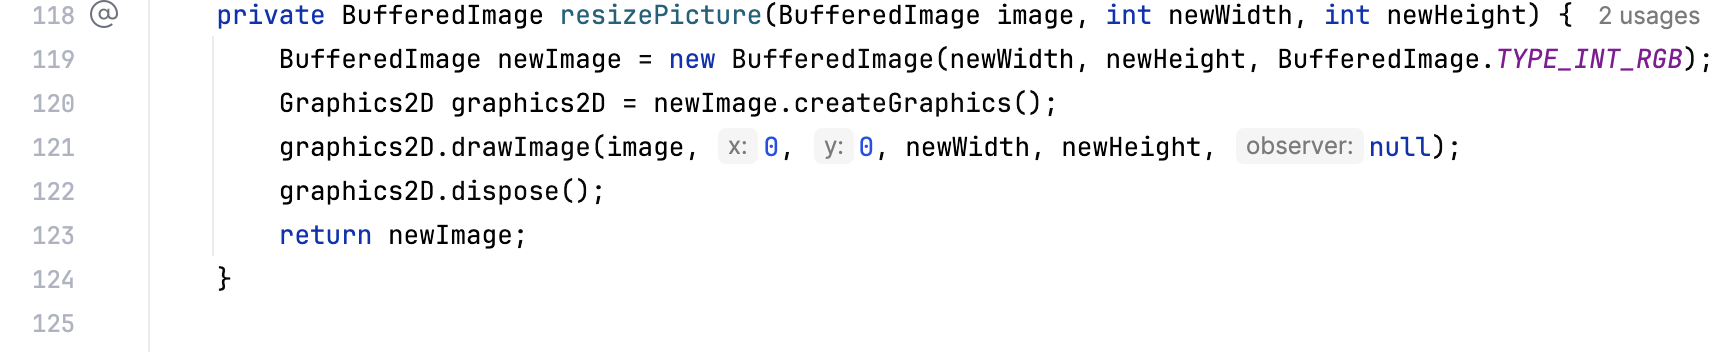 118 @ private BufferedImage resizePicture(BufferedImage image, int newWidth, int newHeight) { 2 usages
119 BufferedImage newImage = new BufferedImage(newWidth, newHeight, BufferedImage.TYPE_INT_RGB);
120 Graphics2D graphics2D = newImage.createGraphics();
121 graphics2D.drawImage(image, x: 0, y: 0, newWidth, newHeight, observer: null);
122 graphics2D.dispose();
123 return newImage;
124 }
125